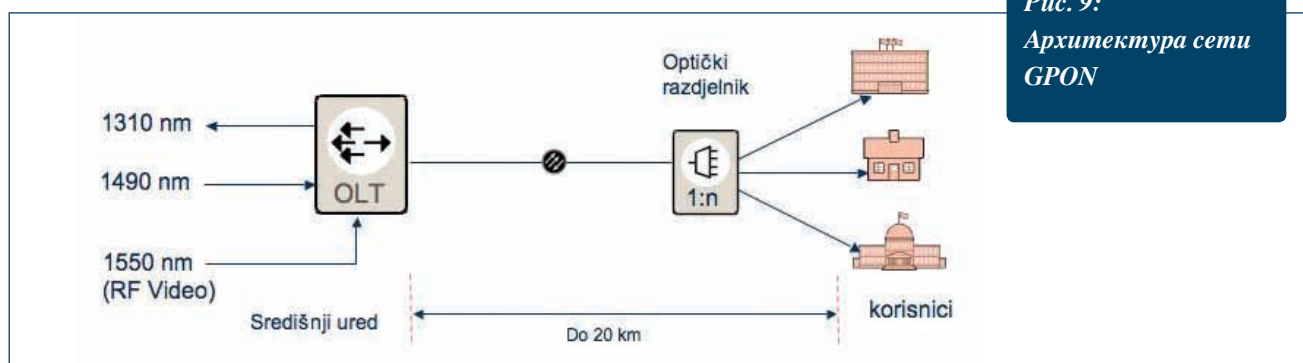 Рис. 9:
Архитектура сети
GPON
1310 nm
1490 nm
1550 nm
(RF Video)
OLT
Središnji ured
Do 20 km
Optički
razdjelnik
1:n
korisnici